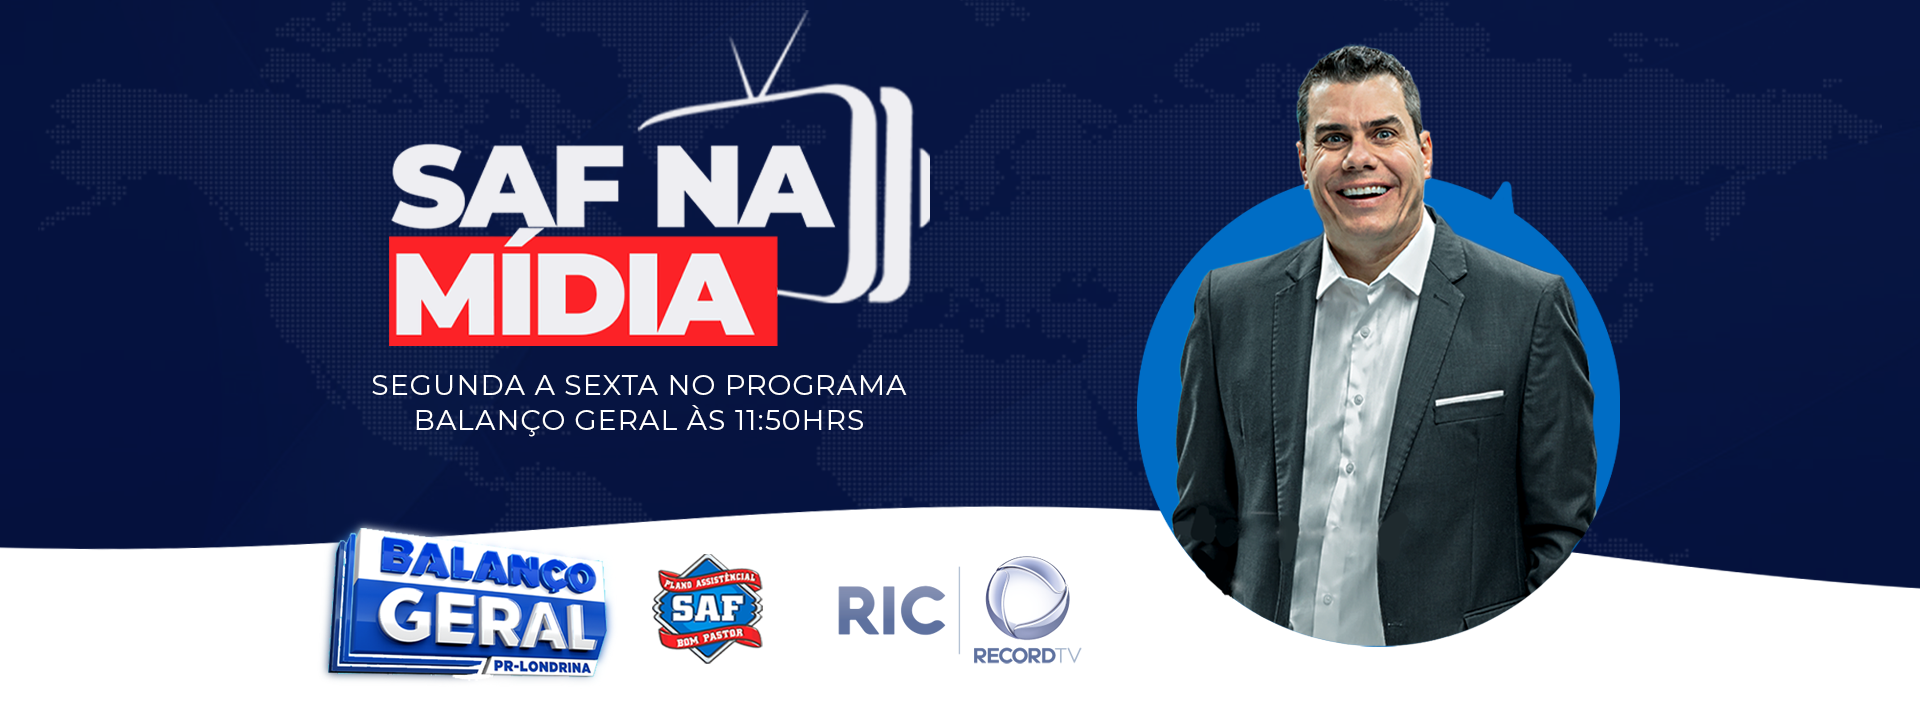 SAF NA
MÍDIA
SEGUNDA A SEXTA NO PROGRAMA
BALANÇO GERAL ÀS 11:50HRS
BALANÇO
GERAL
PR-LONDRINA
PLANO ASSISTÊNCIAL
SAF
BOM PASTOR
RIC
RECORDTV